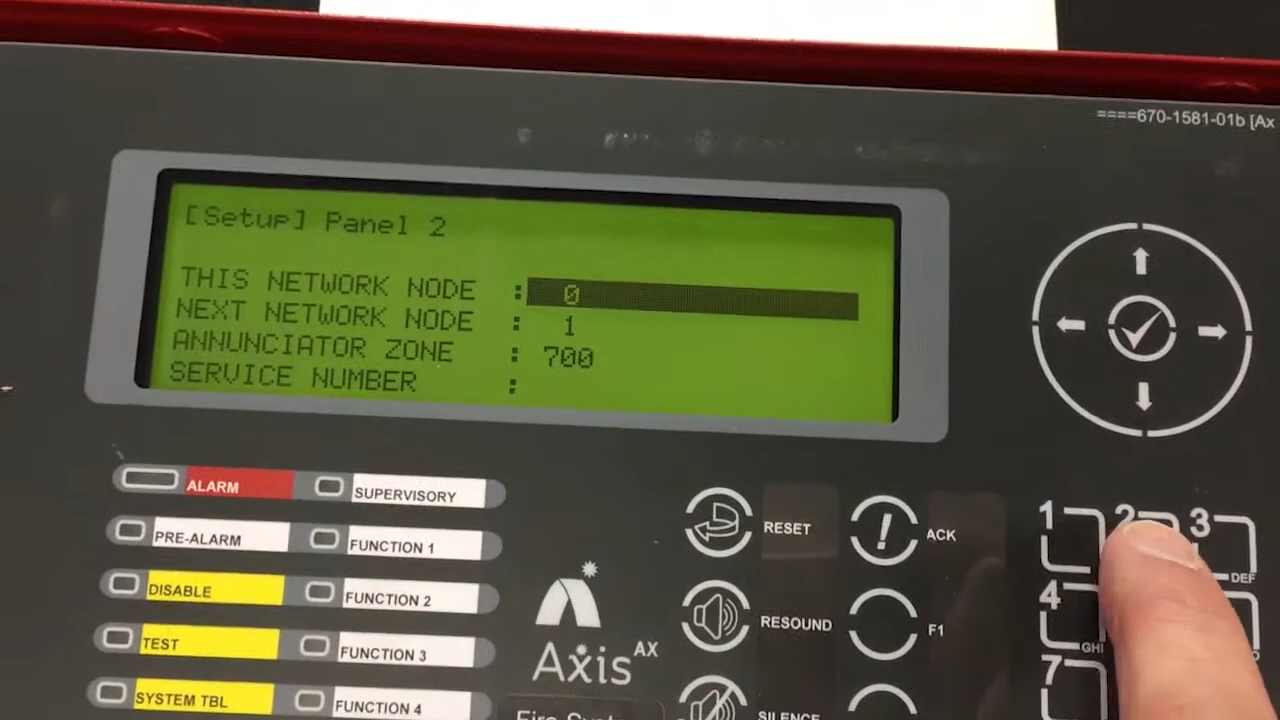 ====670-1581-01b [Ax
[Setup] Panel 2
THIS NETWORK NODE : 0
NEXT NETWORK NODE : 1
ANNUNCIATOR ZONE : 700
SERVICE NUMBER :
ALARM
SUPERVISORY
PRE-ALARM
FUNCTION 1
DISABLE
FUNCTION 2
TEST
FUNCTION 3
SYSTEM TBL
FUNCTION 4
Axis AX
RESET
ACK
RESOUND
F1
SILENCE
1
2
3
DEF
4
GHI
7